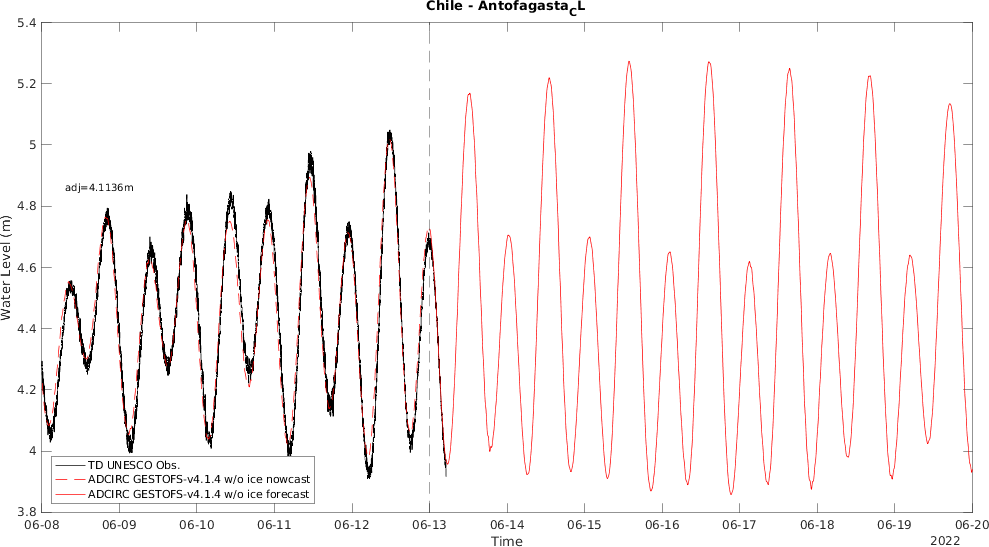 Chile - Antofagasta_CL
5.4
5.2
5
4.8
4.6
4.4
4.2
4
3.8
Water Level (m)
adj=4.1136m
TD UNESCO Obs.
ADCIRC GESTOFS-v4.1.4 w/o ice nowcast
ADCIRC GESTOFS-v4.1.4 w/o ice forecast
06-08 06-09 06-10 06-11 06-12 06-13 06-14 06-15 06-16 06-17 06-18 06-19 06-20
Time
2022